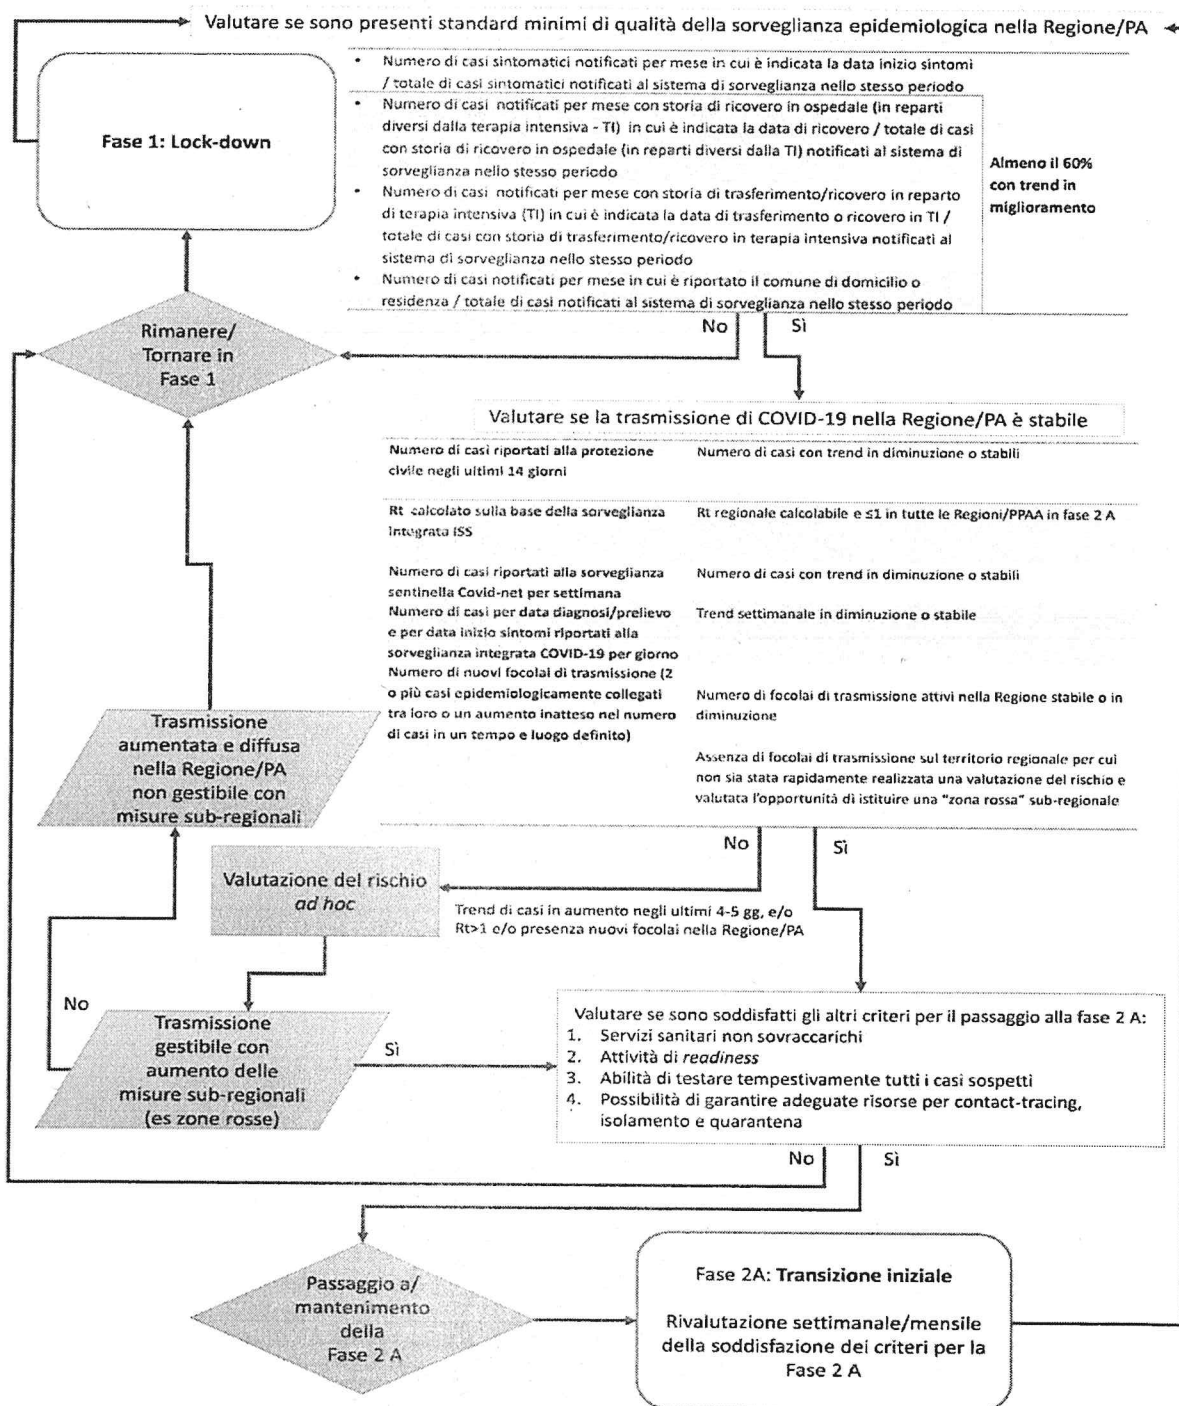 Valutare se sono presenti standard minimi di qualità della sorveglianza epidemiologica nella Regione/PA
Fase 1: Lock-down
• Numero di casi sintomatici notificati per mese in cui è indicata la data inizio sintomi
/ totale di casi sintomatici notificati al sistema di sorveglianza nello stesso periodo
• Numero di casi notificati per mese con storia di ricovero in ospedale (in reparti
diversi dalla terapia intensiva - TI) in cui è indicata la data di ricovero / totale di casi
con storia di ricovero in ospedale (in reparti diversi dalla TI) notificati al sistema di
sorveglianza nello stesso periodo
• Numero di casi notificati per mese con storia di trasferimento/ricovero in reparto
di terapia intensiva (TI) in cui è indicata la data di trasferimento o ricovero in TI /
totale di casi con storia di trasferimento/ricovero in terapia intensiva notificati al
sistema di sorveglianza nello stesso periodo
• Numero di casi notificati per mese in cui è riportato il comune di domicilio o
residenza / totale di casi notificati al sistema di sorveglianza nello stesso periodo
Almeno il 60%
con trend in
miglioramento
No
Sì
Rimanere/
Tornare in
Fase 1
Valutare se la trasmissione di COVID-19 nella Regione/PA è stabile
Numero di casi riportati alla protezione
civile negli ultimi 14 giorni
Numero di casi con trend in diminuzione o stabili
Rt calcolato sulla base della sorveglianza
integrata ISS
Rt regionale calcolabile e ≤1 in tutte le Regioni/PPAA in fase 2 A
Numero di casi riportati alla sorveglianza
sentinella Covid-net per settimana
Numero di casi con trend in diminuzione o stabili
Numero di casi per data diagnosi/prelievo
e per data inizio sintomi riportati alla
sorveglianza integrata COVID-19 per giorno
Trend settimanale in diminuzione o stabile
Numero di nuovi focolai di trasmissione (2
o più casi epidemiologicamente collegati
tra loro o un aumento inatteso nel numero
di casi in un tempo e luogo definito)
Numero di focolai di trasmissione attivi nella Regione stabile o in
diminuzione
Assenza di focolai di trasmissione sul territorio regionale per cui
non sia stata rapidamente realizzata una valutazione del rischio e
valutata l'opportunità di istituire una "zona rossa" sub-regionale
Trasmissione
aumentata e diffusa
nella Regione/PA
non gestibile con
misure sub-regionali
No
Sì
Valutazione del rischio
ad hoc
Trend di casi in aumento negli ultimi 4-5 gg, e/o
Rt>1 e/o presenza nuovi focolai nella Regione/PA
No
Trasmissione
gestibile con
aumento delle
misure sub-regionali
(es zone rosse)
Sì
Valutare se sono soddisfatti gli altri criteri per il passaggio alla fase 2 A:
1. Servizi sanitari non sovraccarichi
2. Attività di readiness
3. Abilità di testare tempestivamente tutti i casi sospetti
4. Possibilità di garantire adeguate risorse per contact-tracing,
isolamento e quarantena
No
Sì
Passaggio a/
mantenimento
della
Fase 2 A
Fase 2A: Transizione iniziale
Rivalutazione settimanale/mensile
della soddisfazione dei criteri per la
Fase 2 A